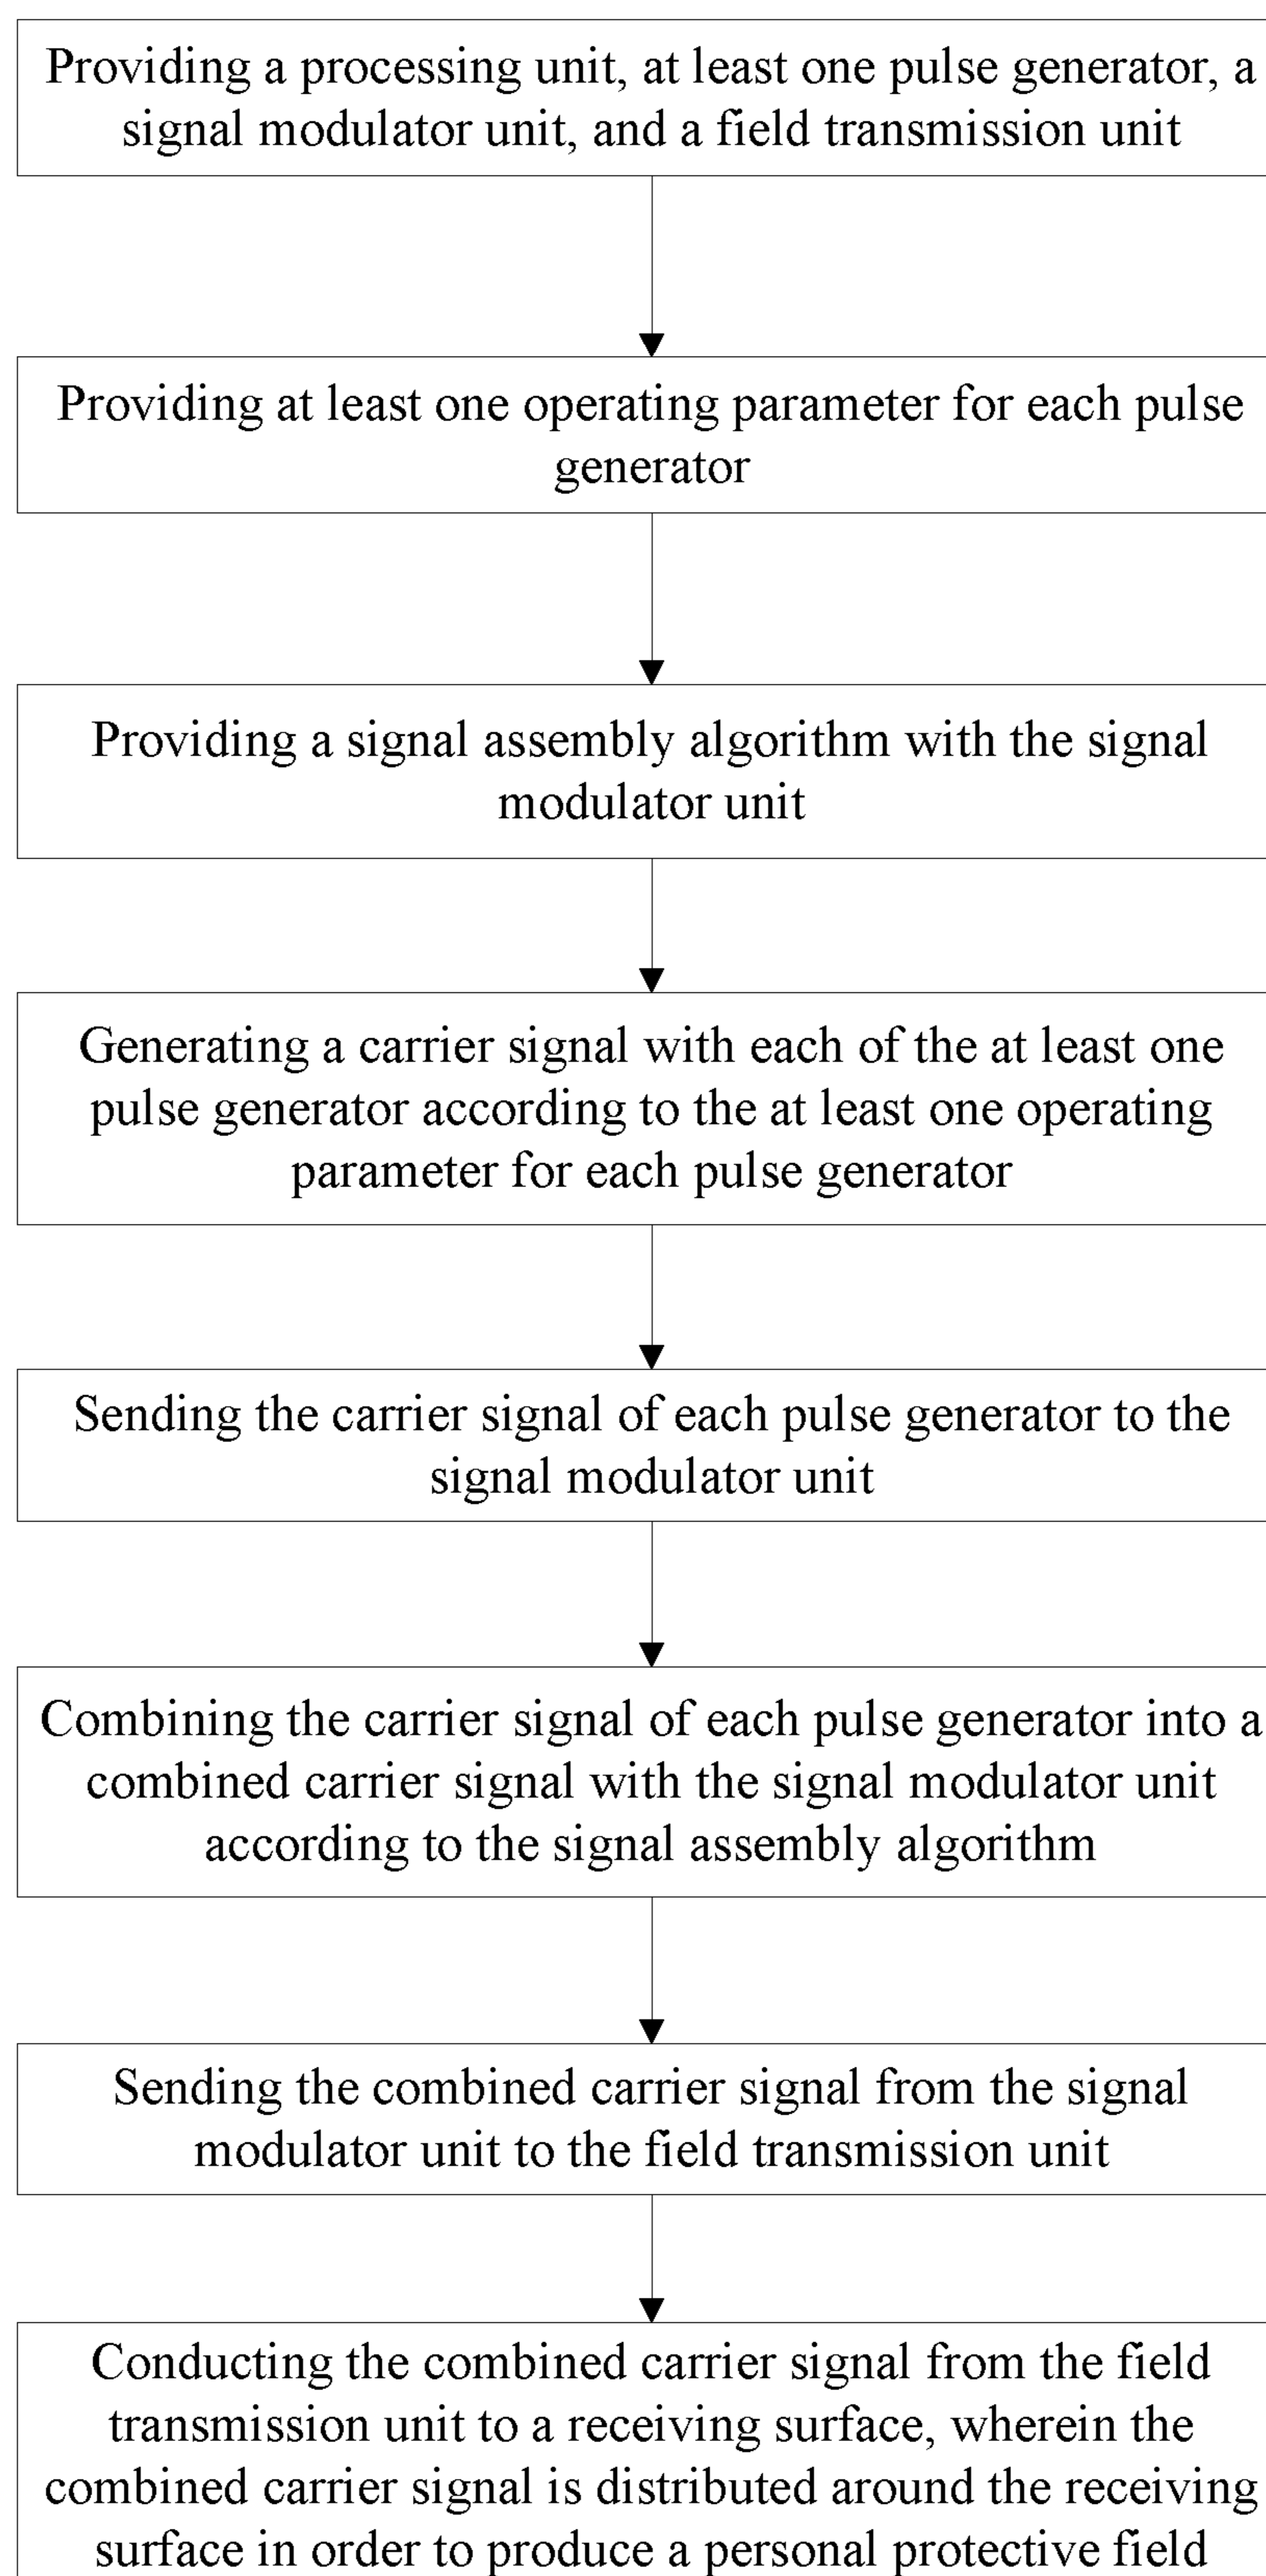 Providing a processing unit, at least one pulse generator, a
signal modulator unit, and a field transmission unit
Providing at least one operating parameter for each pulse
generator
Providing a signal assembly algorithm with the signal
modulator unit
Generating a carrier signal with each of the at least one
pulse generator according to the at least one operating
parameter for each pulse generator
Sending the carrier signal of each pulse generator to the
signal modulator unit
Combining the carrier signal of each pulse generator into a
combined carrier signal with the signal modulator unit
according to the signal assembly algorithm
Sending the combined carrier signal from the signal
modulator unit to the field transmission unit
Conducting the combined carrier signal from the field
transmission unit to a receiving surface, wherein the
combined carrier signal is distributed around the receiving
surface in order to produce a personal protective field